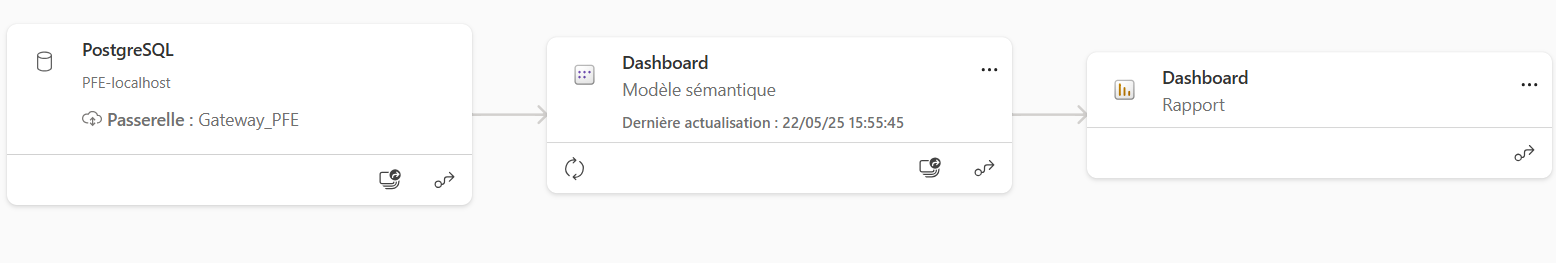 PostgreSQL
PFE-localhost
Passerelle : Gateway_PFE
Dashboard
Modèle sémantique
Dernière actualisation : 22/05/25 15:55:45
Dashboard
Rapport